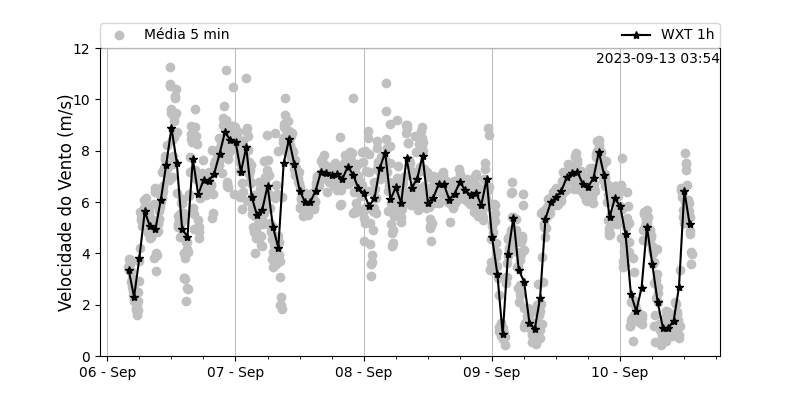 Média 5 min
WXT 1h
2023-09-13 03:54
Velocidade do Vento (m/s)
12
10
8
6
4
2
0
06 - Sep
07 - Sep
08 - Sep
09 - Sep
10 - Sep